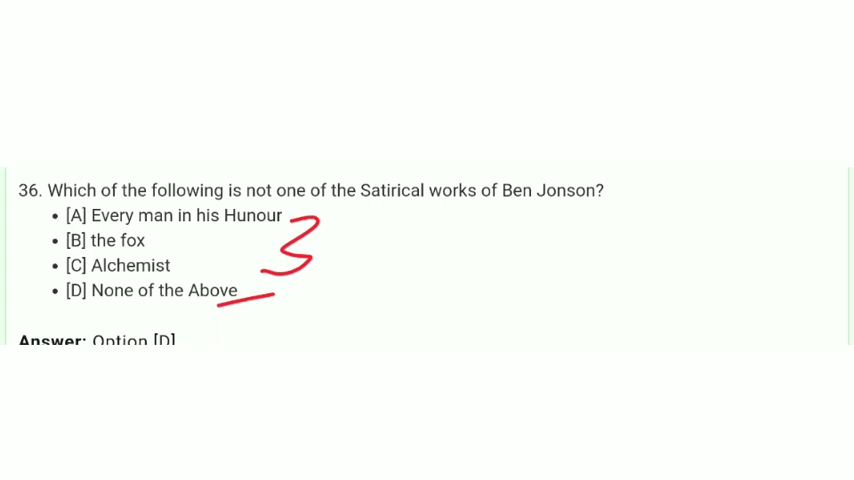 36. Which of the following is not one of the Satirical works of Ben Jonson?
• [A] Every man in his Hunour
• [B] the fox
• [C] Alchemist
• [D] None of the Above
Answer: Option [D]